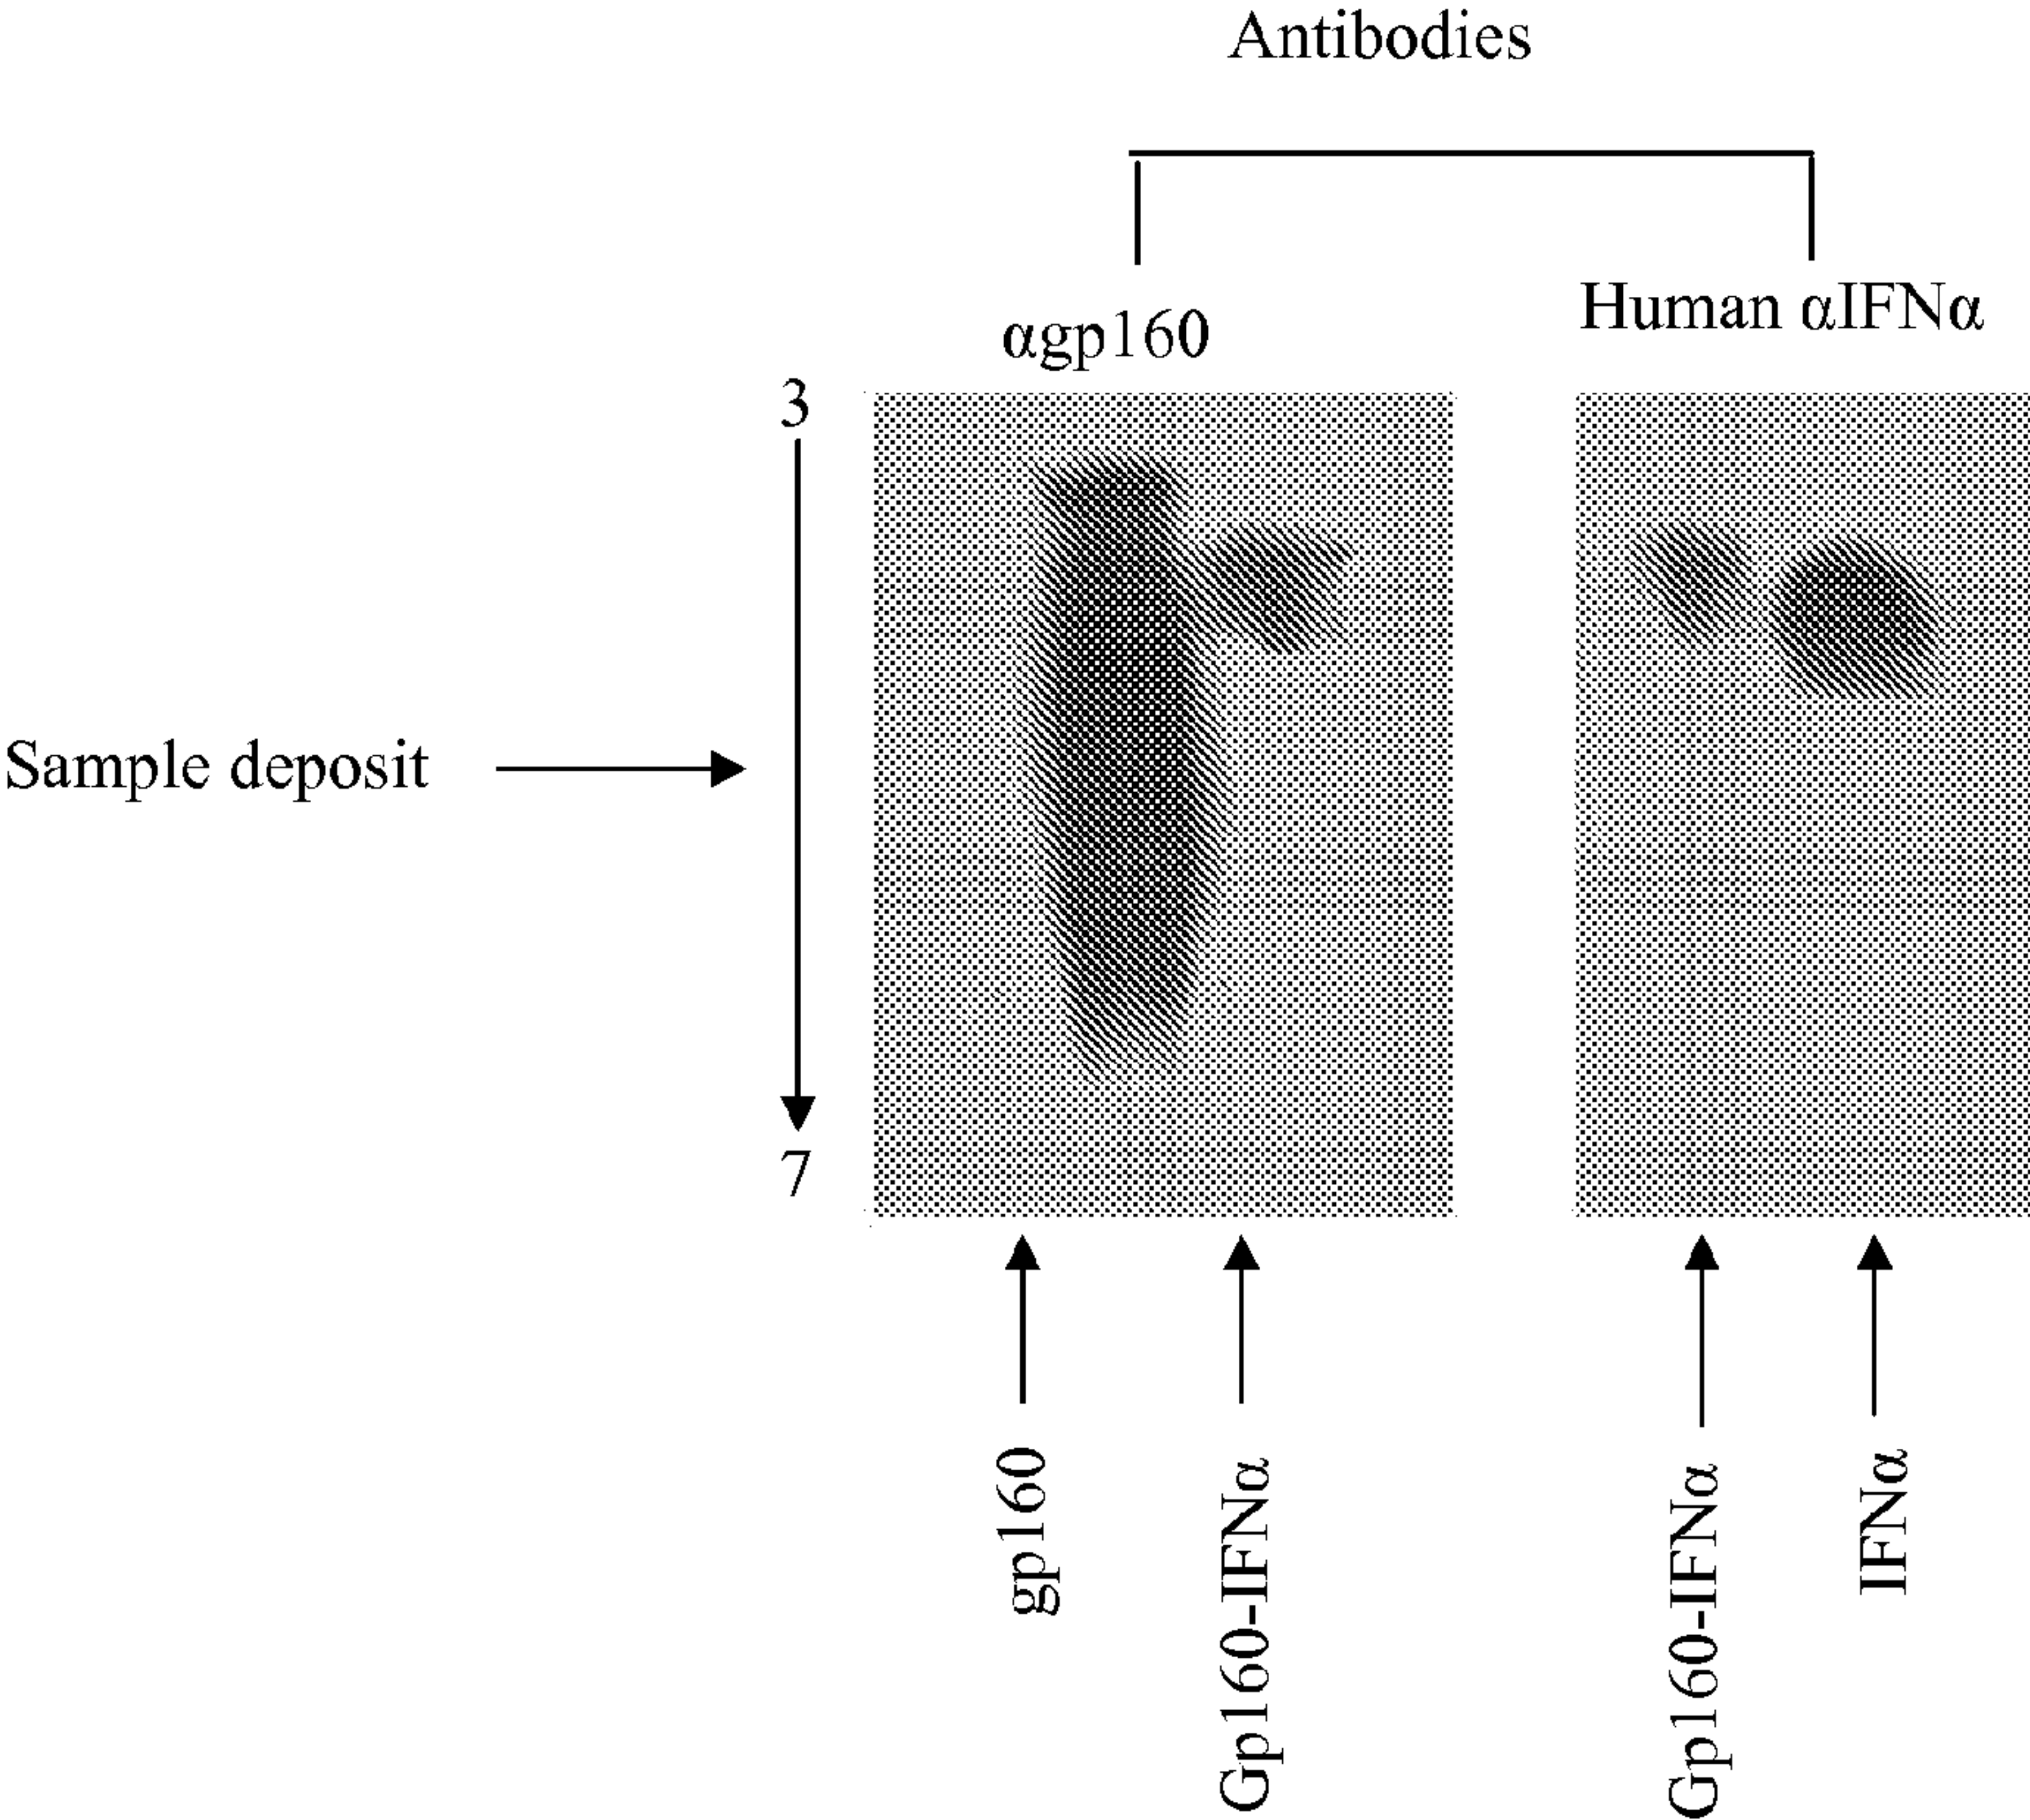 Antibodies
αgp160
Human αIFNα
3
Sample deposit
7
gp160
Gp160-IFNα
Gp160-IFNα
IFNα